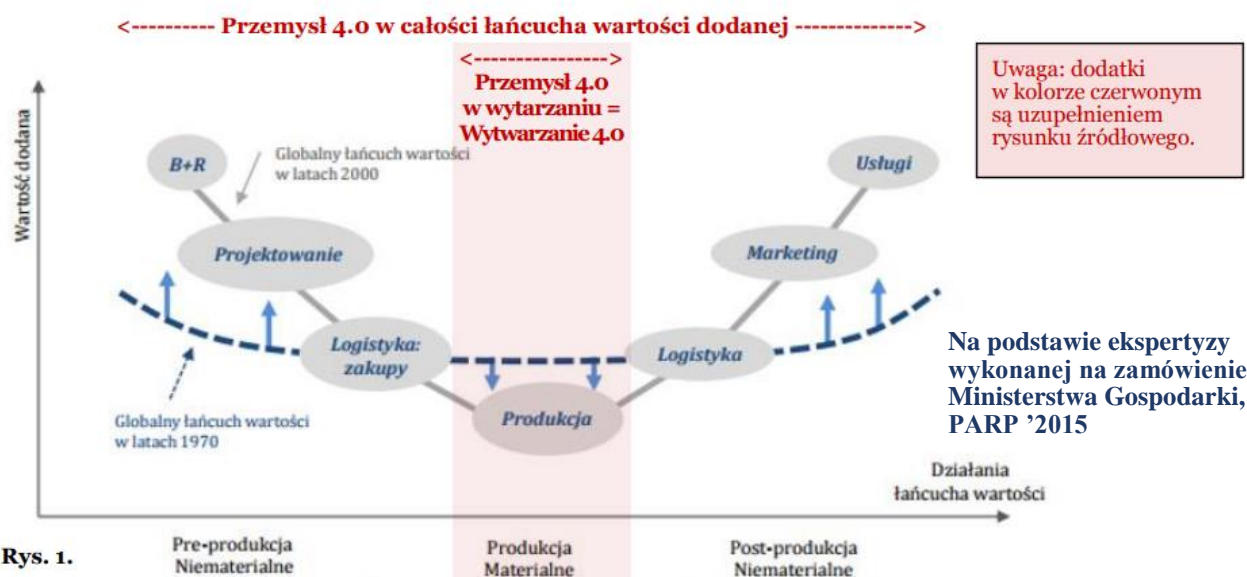 <---------- Przemysł 4.0 w całości łańcucha wartości dodanej ------------>
<---------------->
Przemysł 4.0
w wytarzaniu =
Wytwarzanie 4.0
Uwaga: dodatki
w kolorze czerwonym
są uzupełnieniem
rysunku źródłowego.
Wartość dodana
B+R
Globalny łańcuch wartości
w latach 2000
Usługi
Projektowanie
Marketing
Logistyka:
zakupy
Logistyka
Produkcja
Globalny łańcuch wartości
w latach 1970
Na podstawie ekspertyzy
wykonanej na zamówienie
Ministerstwa Gospodarki,
PARP ’2015
Działania
łańcucha wartości
Rys. 1.
Pre-produkcja
Niematerialne
Produkcja
Materialne
Post-produkcja
Niematerialne